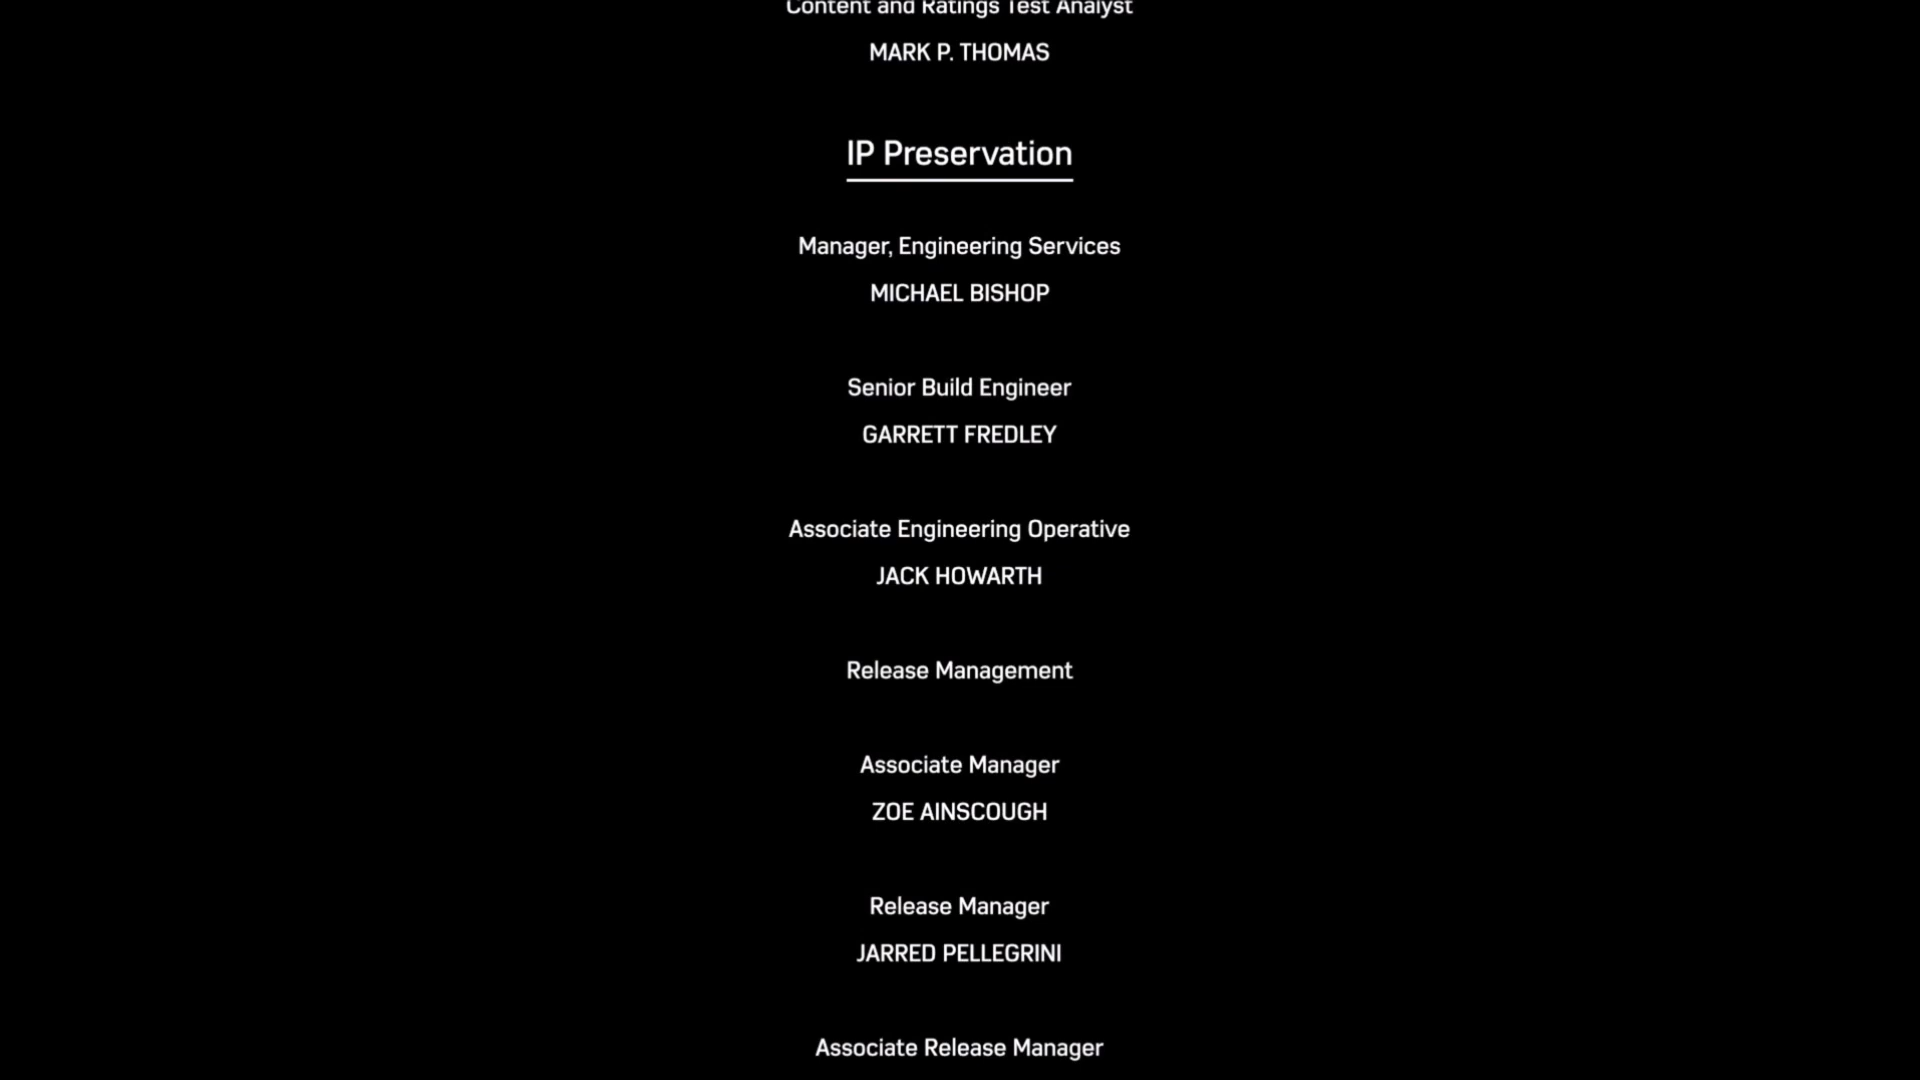 Content and Ratings Test Analyst
MARK P. THOMAS
IP Preservation
Manager, Engineering Services
MICHAEL BISHOP
Senior Build Engineer
GARRETT FREDLEY
Associate Engineering Operative
JACK HOWARTH
Release Management
Associate Manager
ZOE AINSCOUGH
Release Manager
JARRED PELLEGRINI
Associate Release Manager